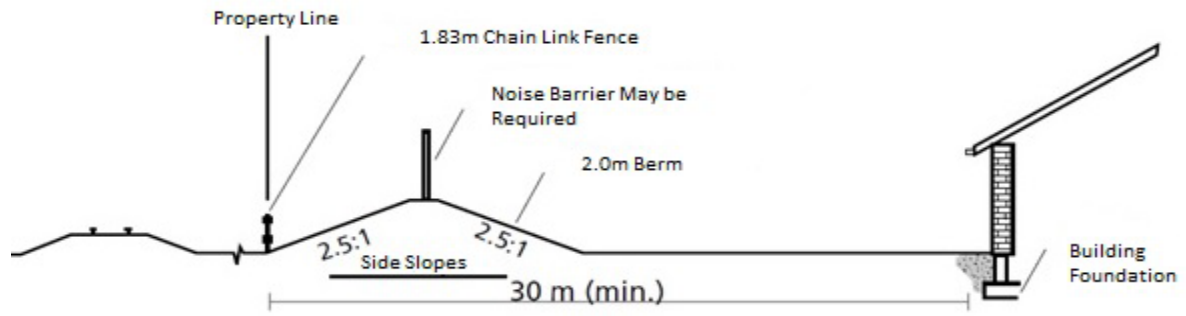 Property Line
1.83m Chain Link Fence
Noise Barrier May be
Required
2.0m Berm
2.5:1
2.5:1
Side Slopes
30 m (min.)
Building
Foundation